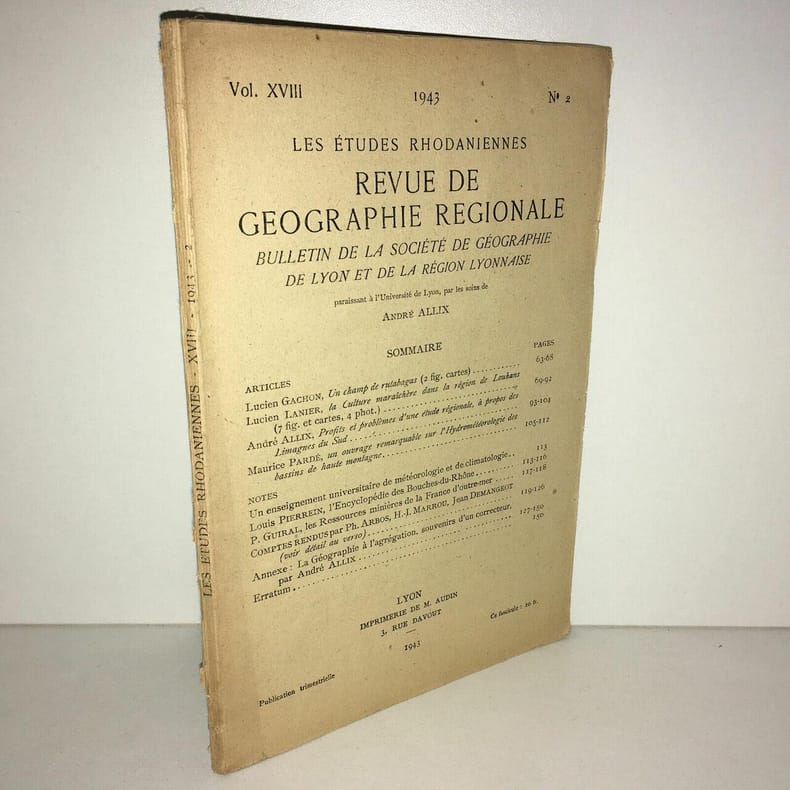 Vol. XVIII 1943 N° 2
LES ÉTUDES RHODANIENNES
REVUE DE
GEOGRAPHIE REGIONALE
BULLETIN DE LA SOCIÉTÉ DE GÉOGRAPHIE
DE LYON ET DE LA RÉGION LYONNAISE
paraissant à l'Université de Lyon, par les soins de
ANDRÉ ALLIX
SOMMAIRE
PAGES
ARTICLES
Lucien GACHON, Un champ de rutabagas (2 fig. cartes) .......... 63-68
Lucien LANIER, la Culture maraîchère dans la région de Louhans
(7 fig. et cartes, 4 phot.) .......... 69-92
André ALLIX, Profits et problèmes d'une étude régionale, à propos des
Limagnes du Sud .......... 93-104
Maurice PARDÉ, un ouvrage remarquable sur l'Hydrométéorologie des
bassins de haute montagne .......... 105-112
NOTES
Un enseignement universitaire de météorologie et de climatologie .. 113
Louis PIERREIN, l'Encyclopédie des Bouches-du-Rhône .......... 113-116
P. GUIRAL, les Ressources minières de la France d'outre-mer .... 117-118
COMPTES RENDUS par Ph. ARBOS, H.-J. MARROU, Jean DEMANGEOT
(voir détail au verso) .......... 119-126
Annexe : La Géographie à l'agrégation, souvenirs d'un correcteur,
par André ALLIX .......... 127-150
Erratum .......... 150
LYON
IMPRIMERIE DE M. AUDIN
3, RUE DAVOUT
1943
Ce fascicule : 20 fr.
Publication trimestrielle
LES ETUDES RHODANIENNES - XVIII - 1943 - 2